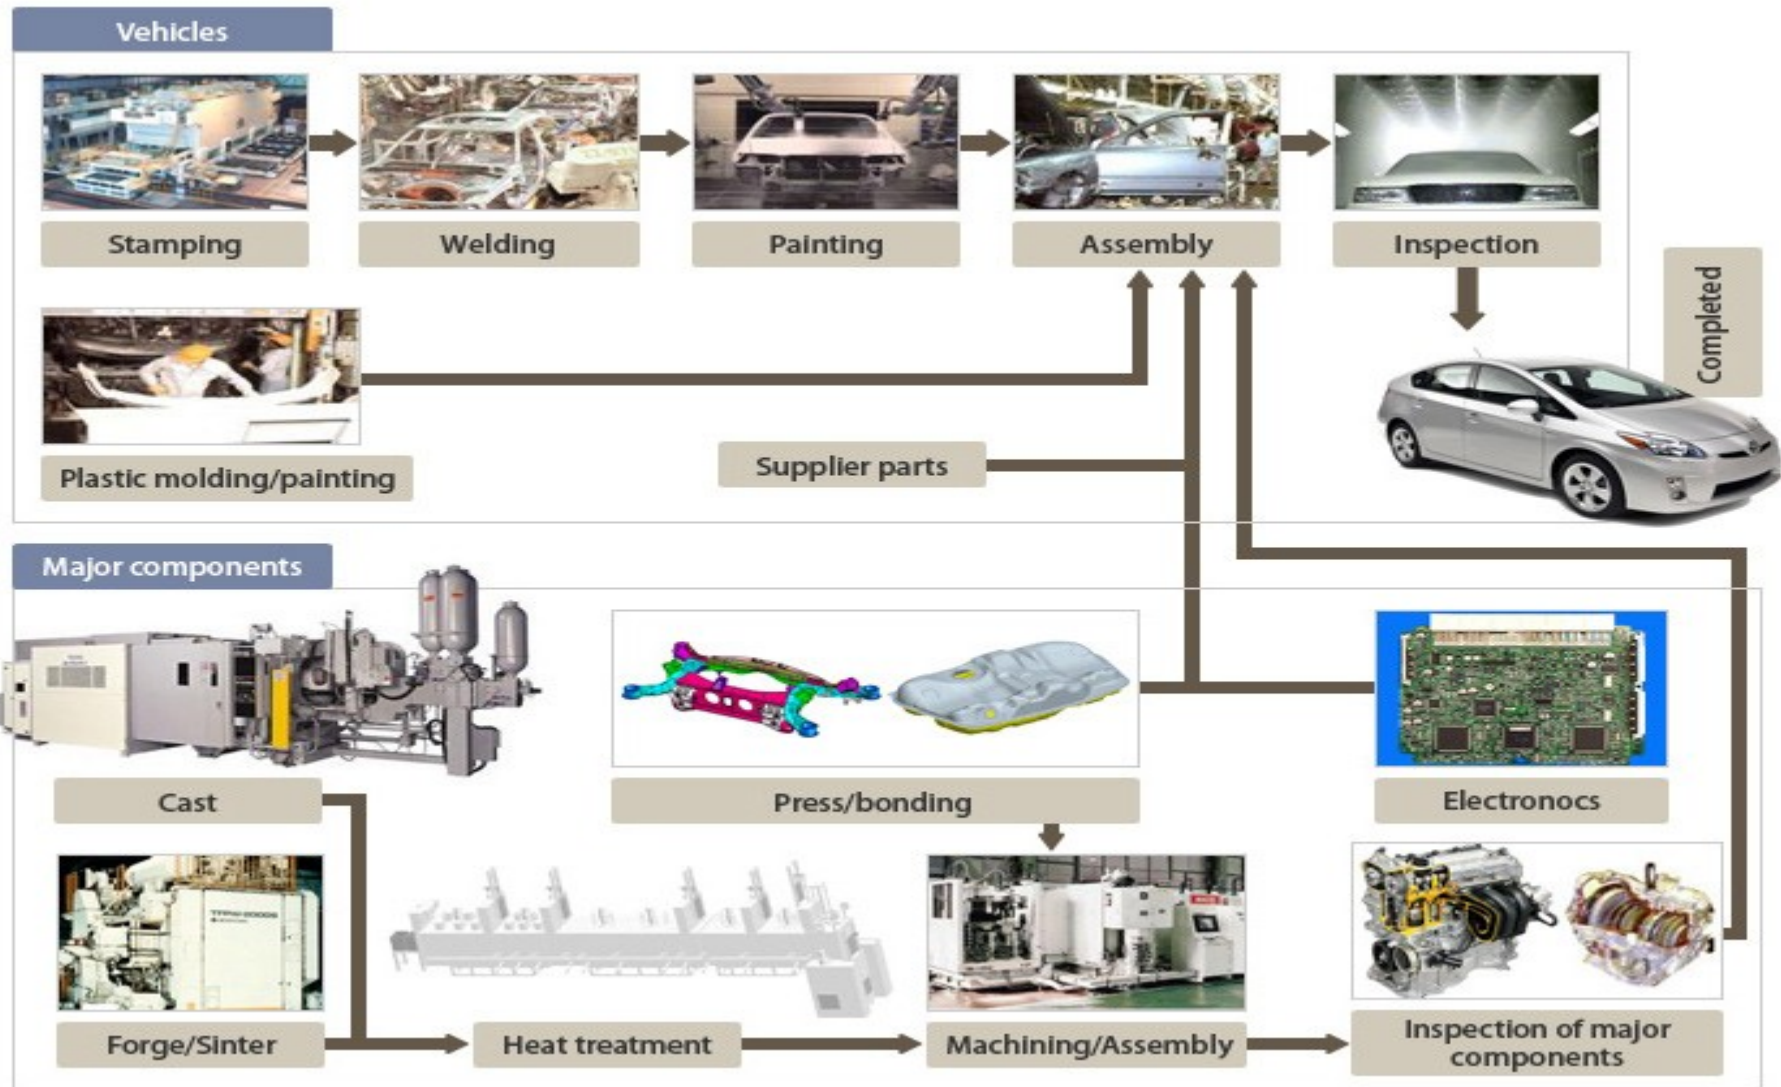 Vehicles
Stamping
Welding
Painting
Assembly
Inspection
Completed
Plastic molding/painting
Supplier parts
Major components
Cast
Press/bonding
Electronocs
Forge/Sinter
Heat treatment
Machining/Assembly
Inspection of major
components